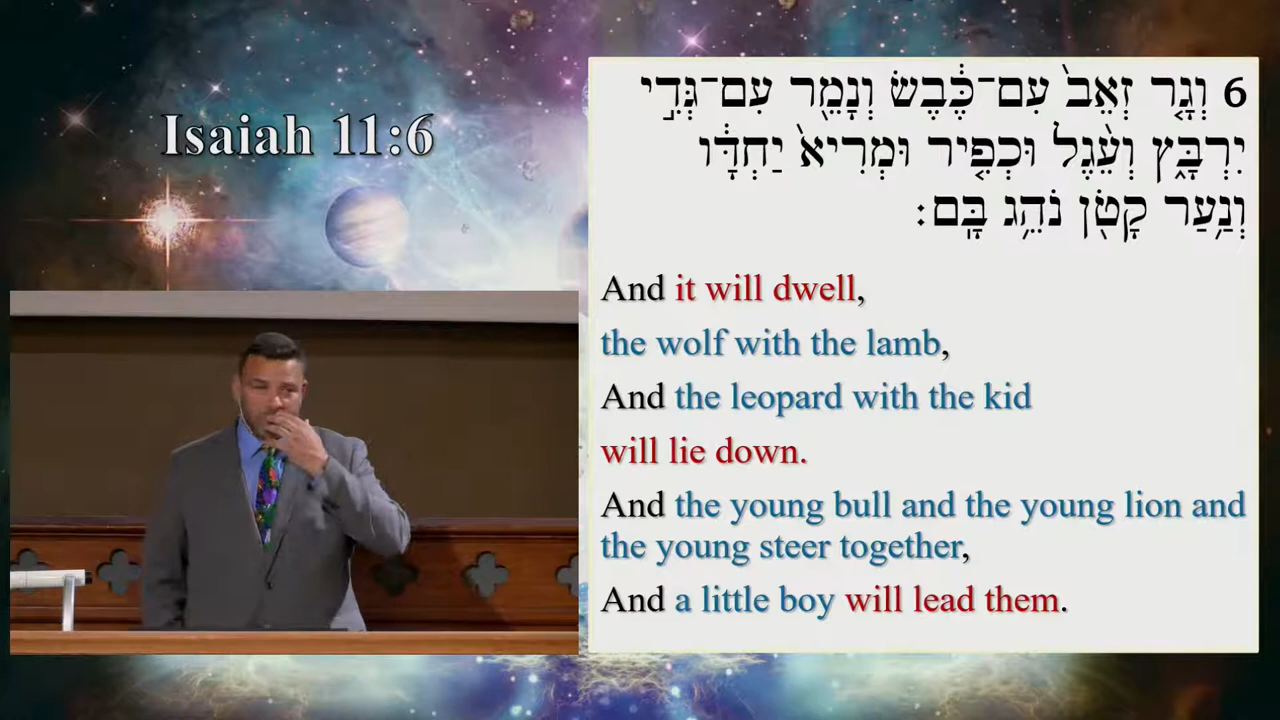 Isaiah 11:6
6 וְגָ֤ר זְאֵב֙ עִם־כֶּ֔בֶשׂ וְנָמֵ֖ר עִם־גְּדִ֣י
יִרְבָּ֑ץ וְעֵ֨גֶל וּכְפִ֤יר וּמְרִיא֙ יַחְדָּ֔ו
וְנַ֥עַר קָטֹ֖ן נֹהֵ֥ג בָּֽם׃
And it will dwell,
the wolf with the lamb,
And the leopard with the kid
will lie down.
And the young bull and the young lion and
the young steer together,
And a little boy will lead them.